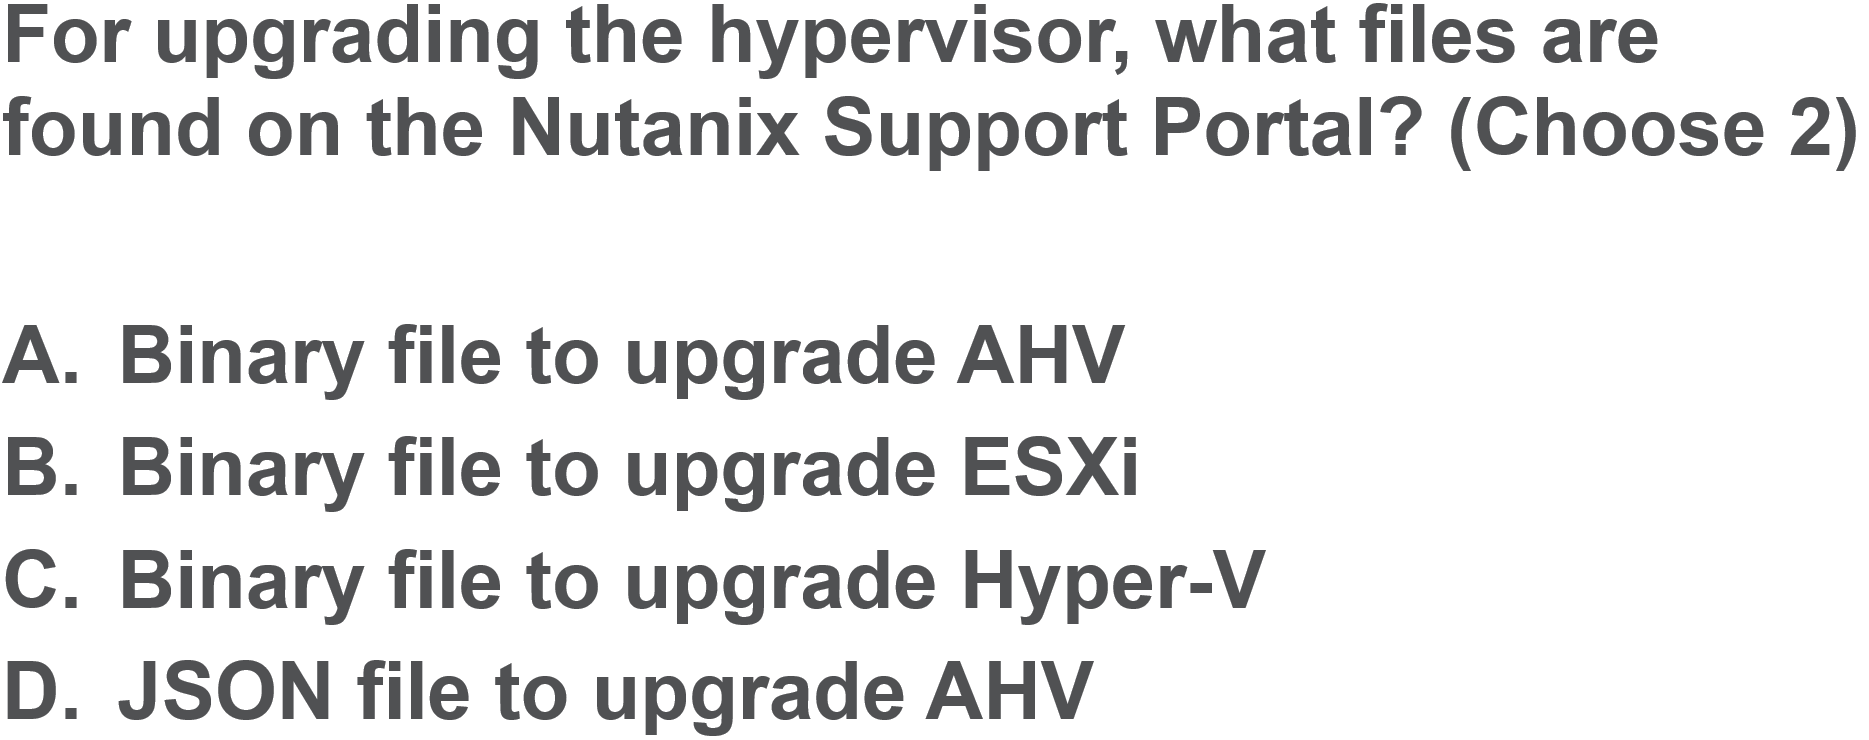 For upgrading the hypervisor, what files are
found on the Nutanix Support Portal? (Choose 2)
A. Binary file to upgrade AHV
B. Binary file to upgrade ESXi
C. Binary file to upgrade Hyper-V
D. JSON file to upgrade AHV